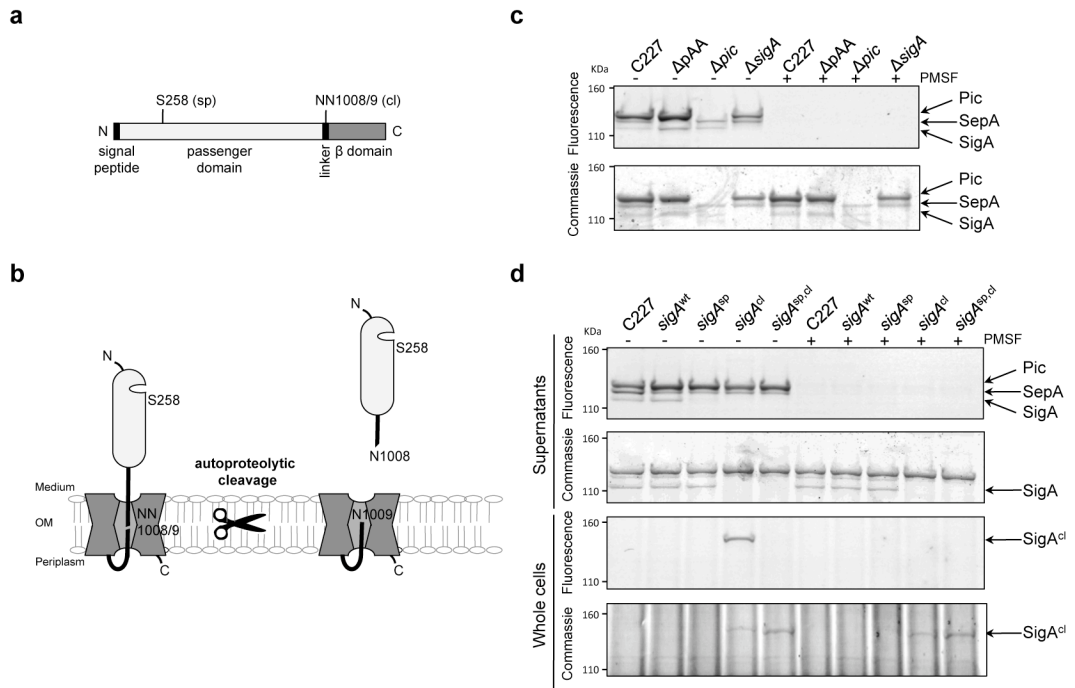 a
S258 (sp)
NN1008/9 (cl)
N
C
signal
peptide
passenger
domain
linker
β domain
b
N
S258
N
S258
N1008
autoproteolytic
cleavage
Medium
OM
Periplasm
NN
1008/9
N1009
C
C
c
C227 ΔpAA Δpic ΔsigA C227 ΔpAA Δpic ΔsigA
KDa
- - - - + + + + PMSF
160
110
Fluorescence
Pic
SepA
SigA
160
110
Commassie
Pic
SepA
SigA
d
C227 sigAwt sigAsp sigAcl sigAsp,cl C227 sigAwt sigAsp sigAcl sigAsp,cl
KDa
- - - - - + + + + + PMSF
Supernatants
160
110
Fluorescence
Pic
SepA
SigA
160
110
Commassie
SigA
Whole cells
160
110
Fluorescence
SigAcl
160
110
Commassie
SigAcl